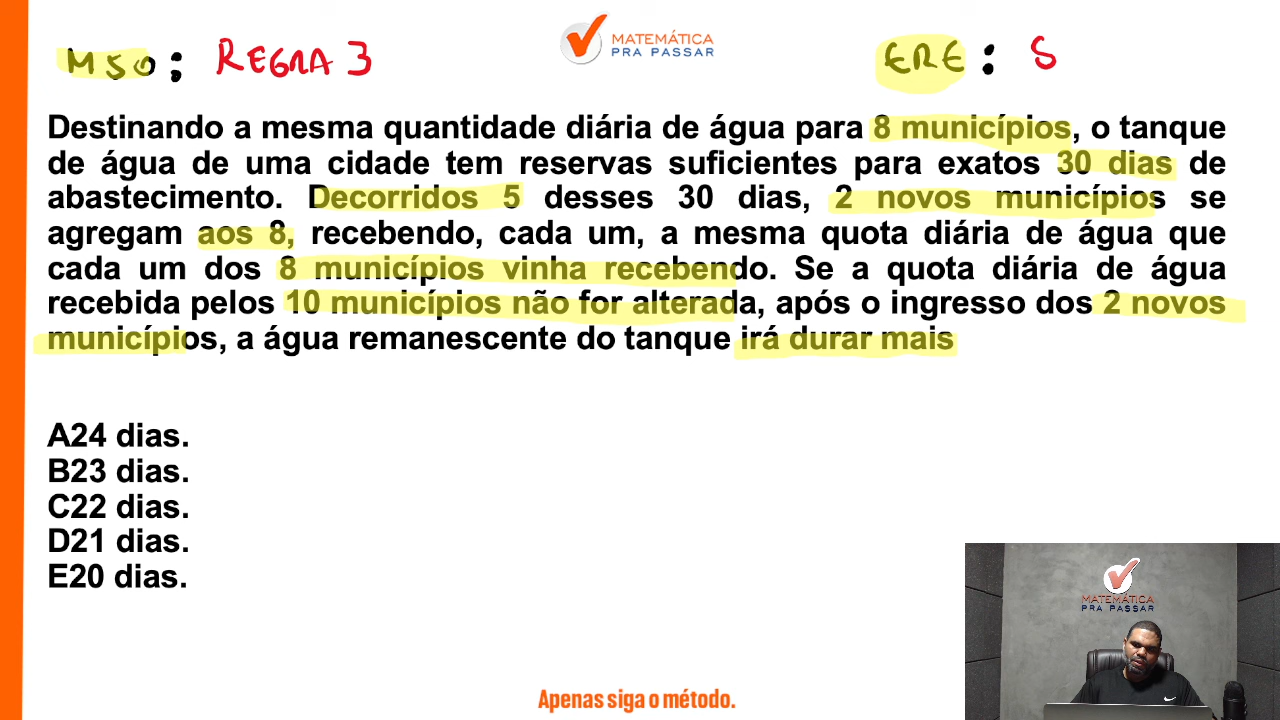 MSO: REGRA 3
MATEMÁTICA
PRA PASSAR
ERE: S
Destinando a mesma quantidade diária de água para 8 municípios, o tanque
de água de uma cidade tem reservas suficientes para exatos 30 dias de
abastecimento. Decorridos 5 desses 30 dias, 2 novos municípios se
agregam aos 8, recebendo, cada um, a mesma quota diária de água que
cada um dos 8 municípios vinha recebendo. Se a quota diária de água
recebida pelos 10 municípios não for alterada, após o ingresso dos 2 novos
municípios, a água remanescente do tanque irá durar mais
A24 dias.
B23 dias.
C22 dias.
D21 dias.
E20 dias.
MATEMÁTICA
PRA PASSAR
Apenas siga o método.